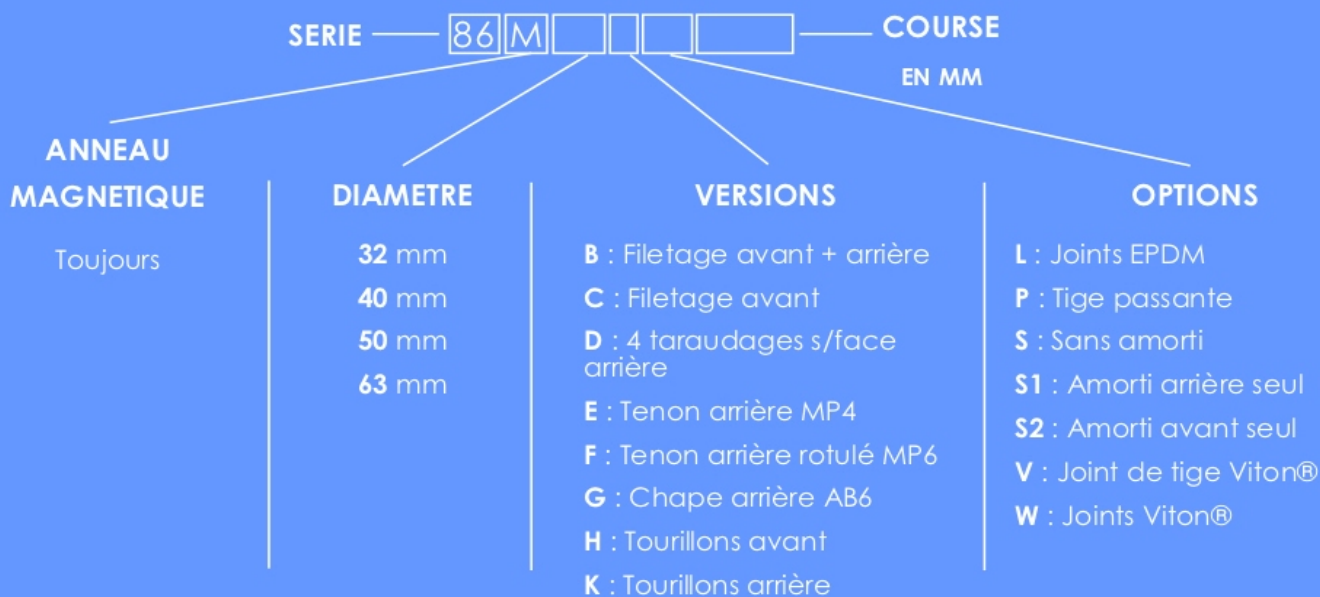 SERIE 86 M COURSE
EN MM
ANNEAU
MAGNETIQUE
Toujours
DIAMETRE
32 mm
40 mm
50 mm
63 mm
VERSIONS
B : Filetage avant + arrière
C : Filetage avant
D : 4 taraudages s/face
arrière
E : Tenon arrière MP4
F : Tenon arrière rotulé MP6
G : Chape arrière AB6
H : Tourillons avant
K : Tourillons arrière
OPTIONS
L : Joints EPDM
P : Tige passante
S : Sans amorti
S1 : Amorti arrière seul
S2 : Amorti avant seul
V : Joint de tige Viton®
W : Joints Viton®